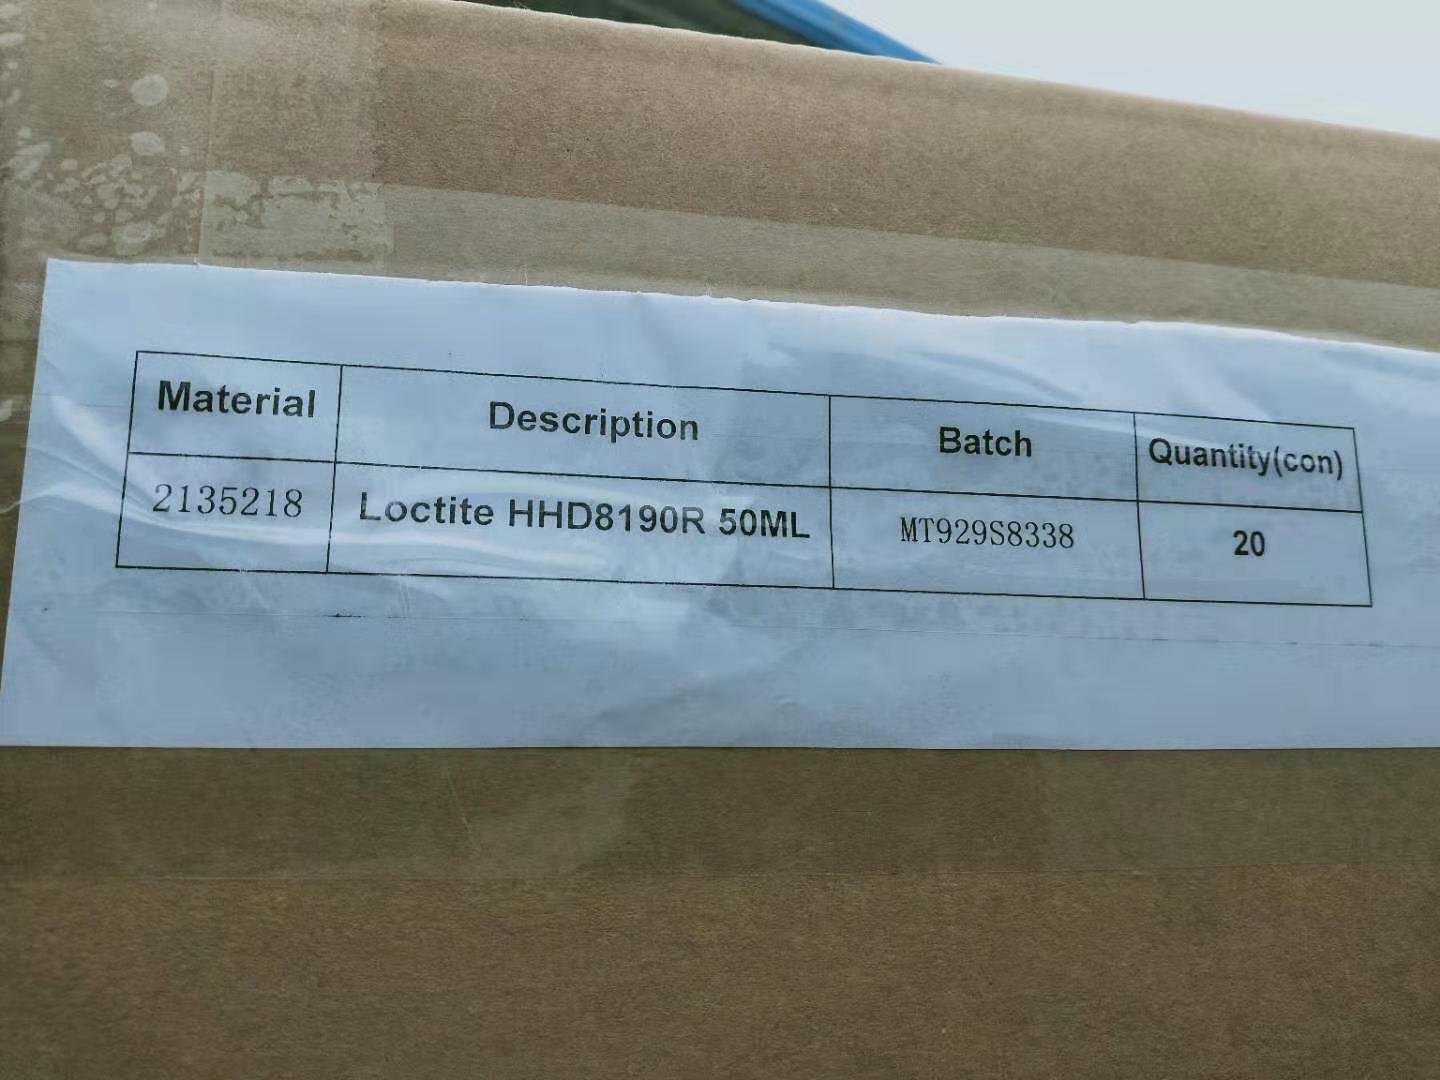 Material Description Batch Quantity(con)
2135218 Loctite HHD8190R 50ML MT929S8338 20